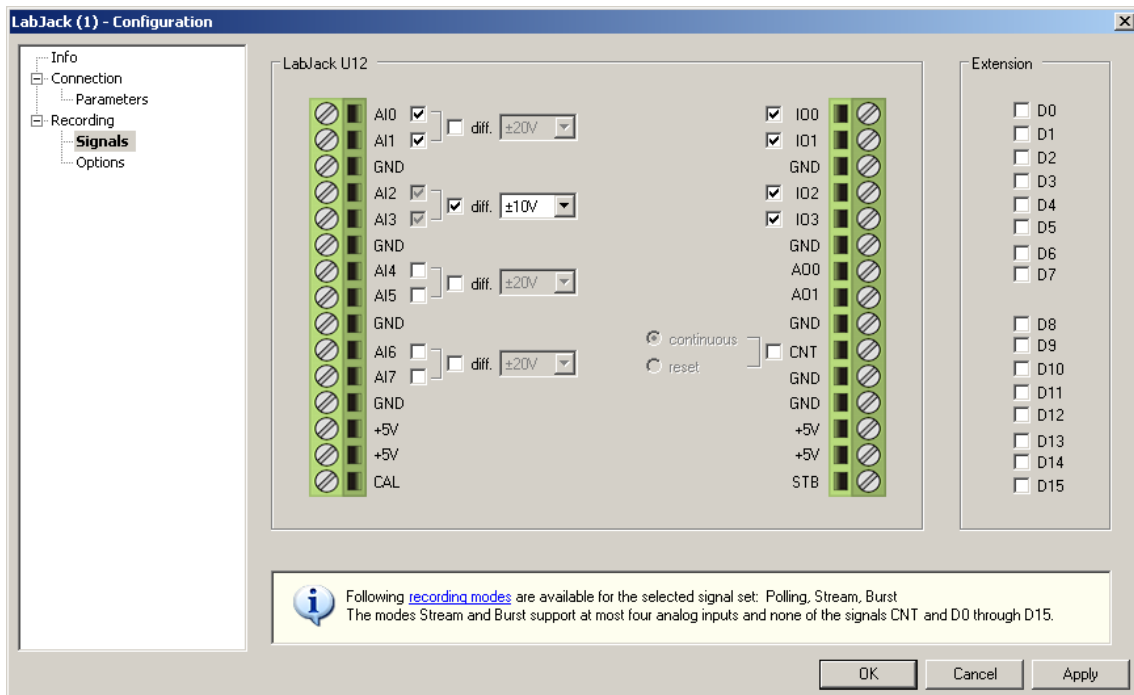 LabJack (1) - Configuration
Info
Connection
Parameters
Recording
Signals
Options
LabJack U12
AI0
diff. ±20V
AI1
GND
AI2
diff. ±10V
AI3
GND
AI4
diff. ±20V
AI5
GND
AI6
diff. ±20V
AI7
GND
+5V
+5V
CAL
IO0
IO1
GND
IO2
IO3
GND
AO0
AO1
GND
continuous
CNT
reset
GND
GND
+5V
+5V
STB
Extension
D0
D1
D2
D3
D4
D5
D6
D7
D8
D9
D10
D11
D12
D13
D14
D15
Following recording modes are available for the selected signal set: Polling, Stream, Burst
The modes Stream and Burst support at most four analog inputs and none of the signals CNT and D0 through D15.
OK Cancel Apply